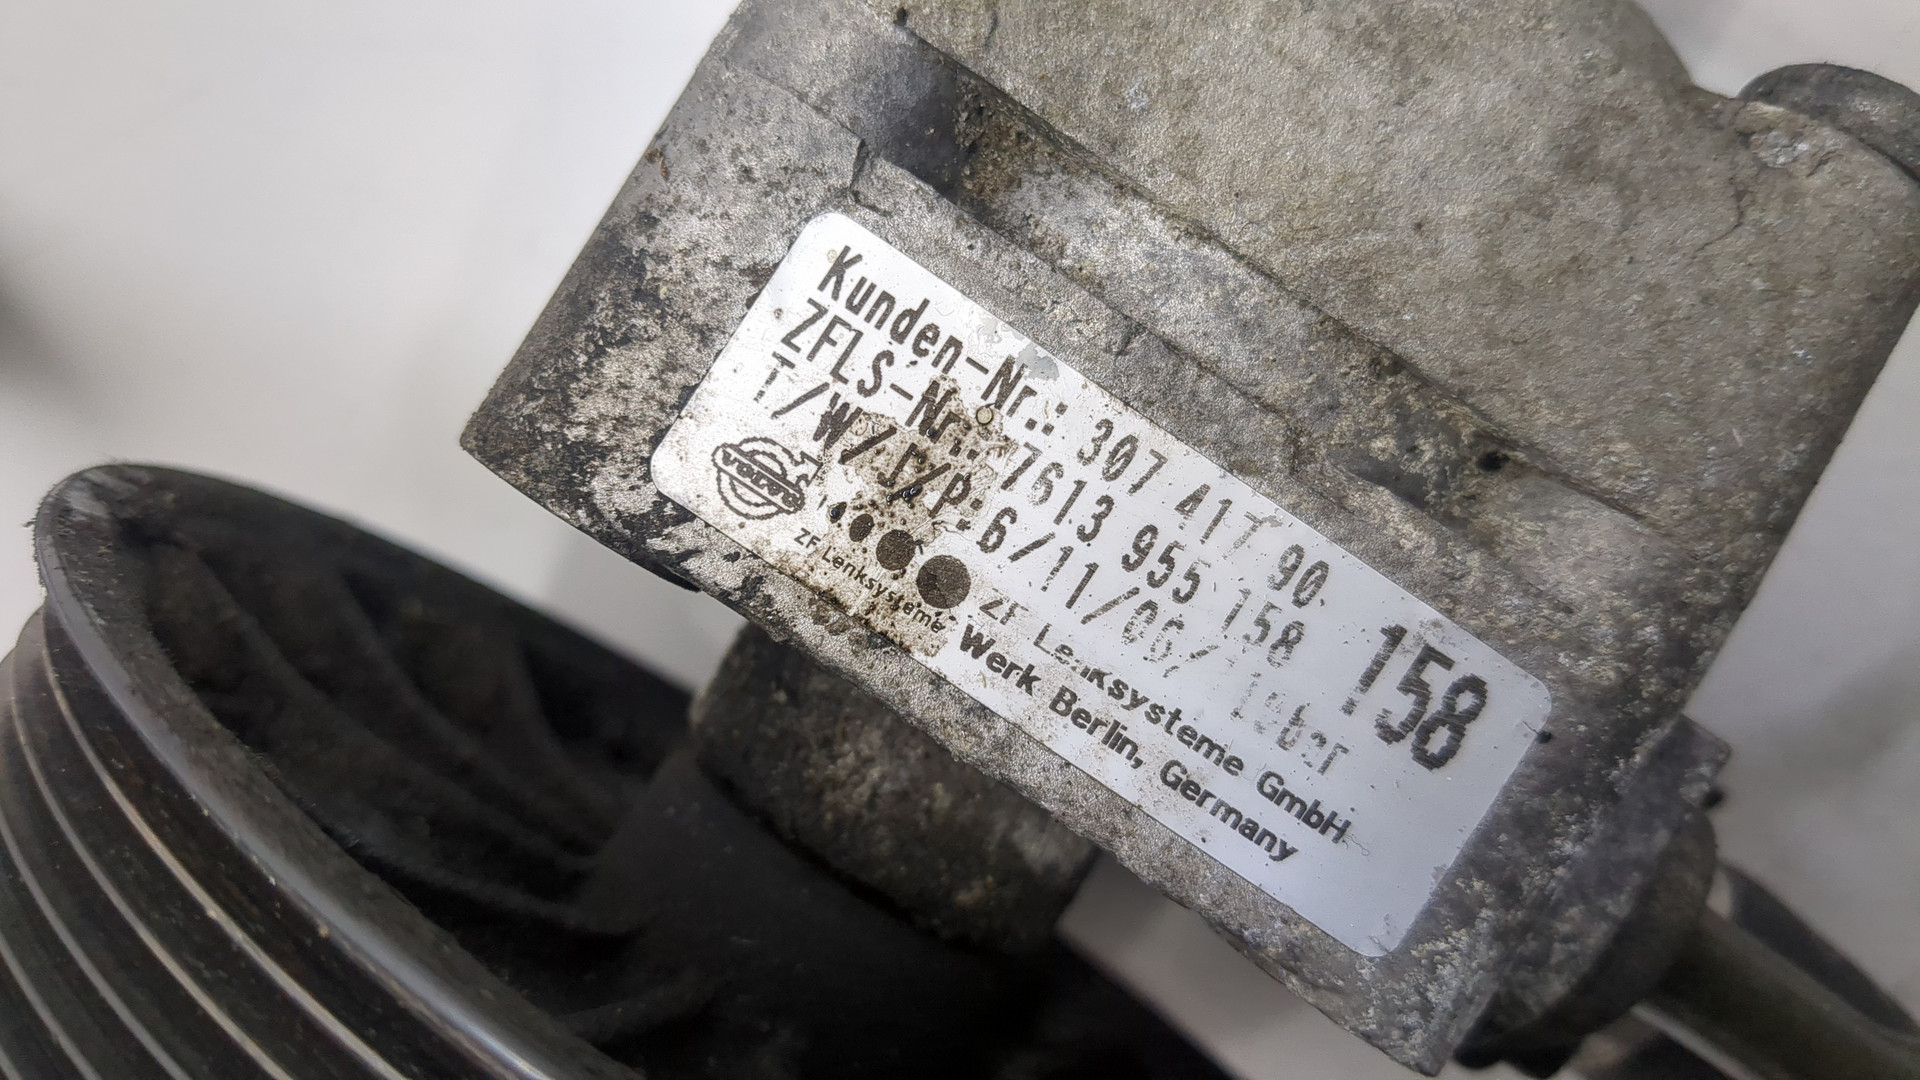 Kunden-Nr.: 307 417 90
ZFLS-Nr.: 7613 955 158
T/W/J/P: 6/11/06/
158
VOLVO
ZF Lenksysteme
ZF Lenksysteme GmbH
Werk Berlin, Germany